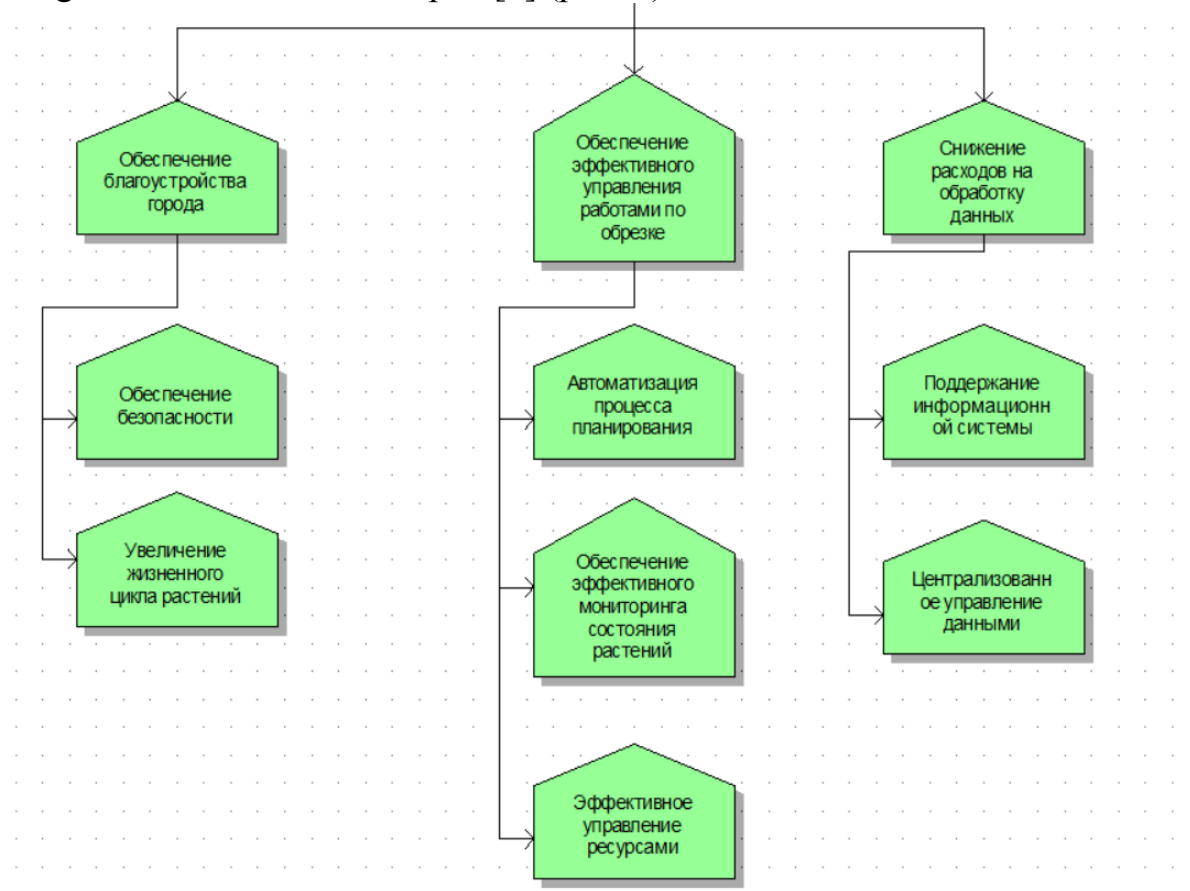 Обеспечение
благоустройства
города
Обеспечение
эффективного
управления
работами по
обрезке
Снижение
расходов на
обработку
данных
Обеспечение
безопасности
Автоматизация
процесса
планирования
Поддержание
информационн
ой системы
Увеличение
жизненного
цикла растений
Обеспечение
эффективного
мониторинга
состояния
растений
Централизованн
ое управление
данными
Эффективное
управление
ресурсами